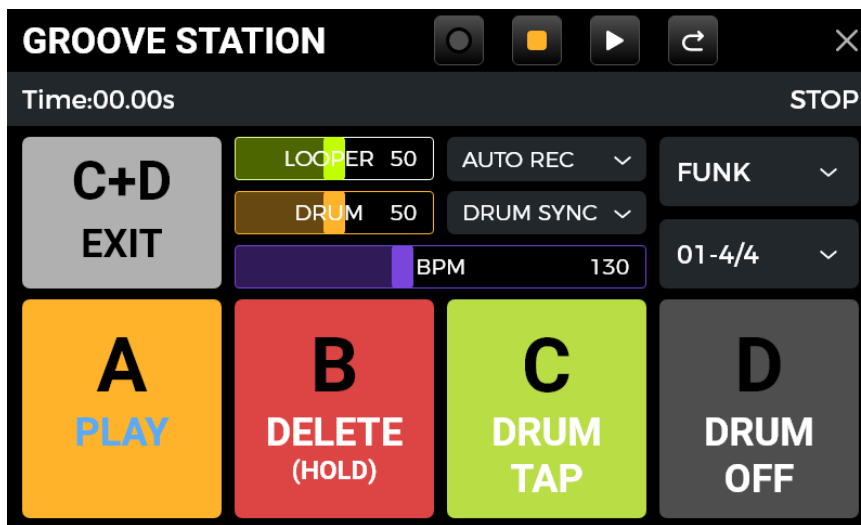 GROOVE STATION
Time:00.00s
STOP
C+D
EXIT
LOOPER 50
AUTO REC
FUNK
DRUM 50
DRUM SYNC
BPM 130
01-4/4
A
PLAY
B
DELETE
(HOLD)
C
DRUM
TAP
D
DRUM
OFF